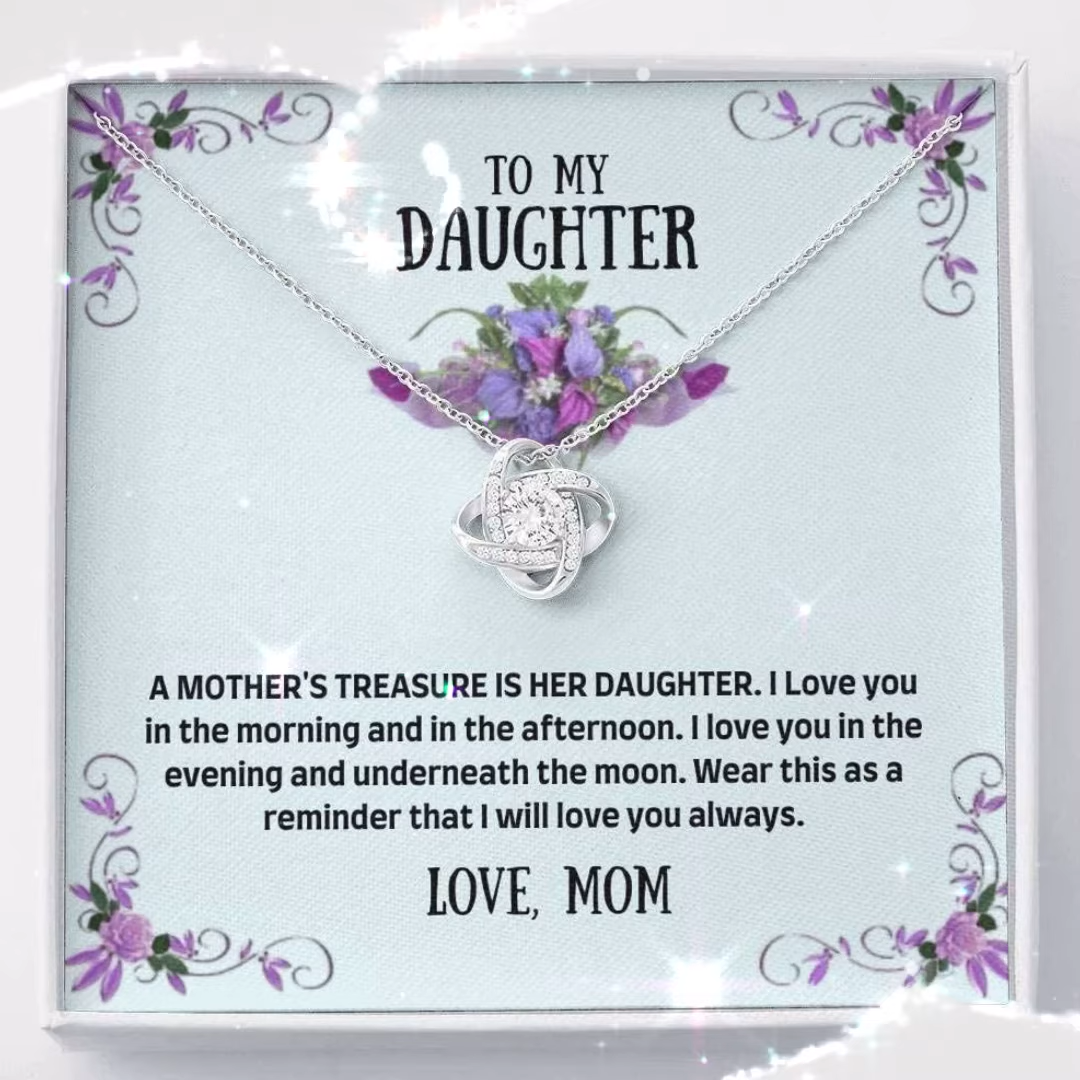 TO MY
DAUGHTER
A MOTHER'S TREASURE IS HER DAUGHTER. I Love you
in the morning and in the afternoon. I love you in the
evening and underneath the moon. Wear this as a
reminder that I will love you always.
LOVE, MOM